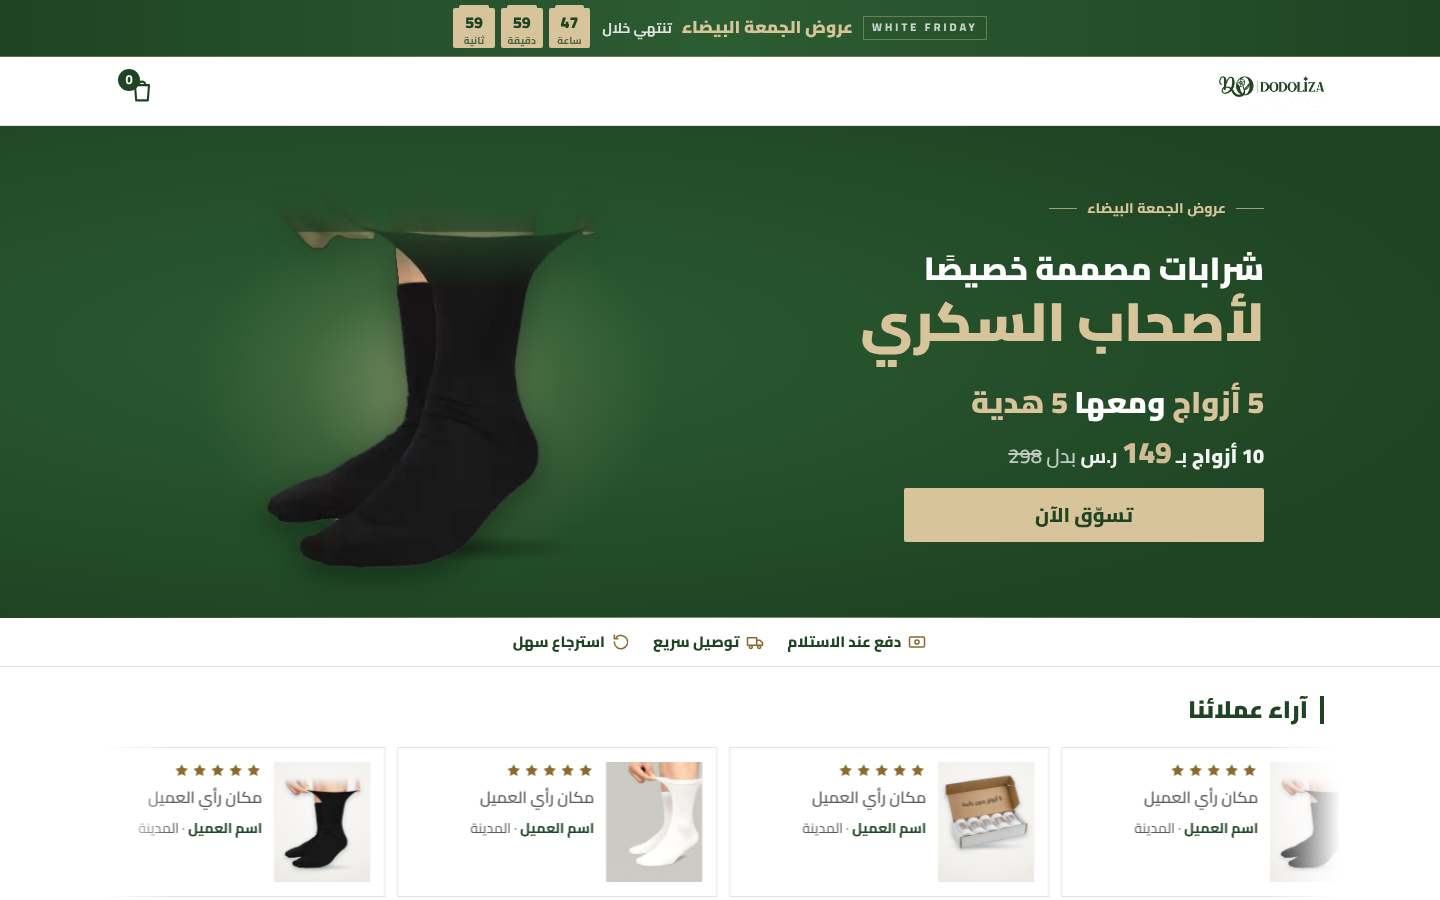 WHITE FRIDAY
عروض الجمعة البيضاء تنتهي خلال
47 ساعة
59 دقيقة
59 ثانية
DODOLIZA
0
عروض الجمعة البيضاء
شرابات مصممة خصيصًا
لأصحاب السكري
5 أزواج ومعها 5 هدية
10 أزواج بـ 149 ر.س بدل 298
تسوّق الآن
دفع عند الاستلام
توصيل سريع
استرجاع سهل
آراء عملائنا
مكان رأي العميل
اسم العميل · المدينة
مكان رأي العميل
اسم العميل · المدينة
مكان رأي العميل
اسم العميل · المدينة
مكان رأي العميل
اسم العميل · المدينة